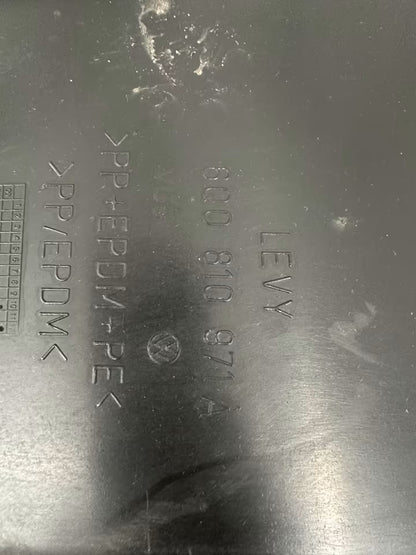 LEVY
6Q0 810 971 A
>PP+EPDM+PE<
>PP/EPDM<